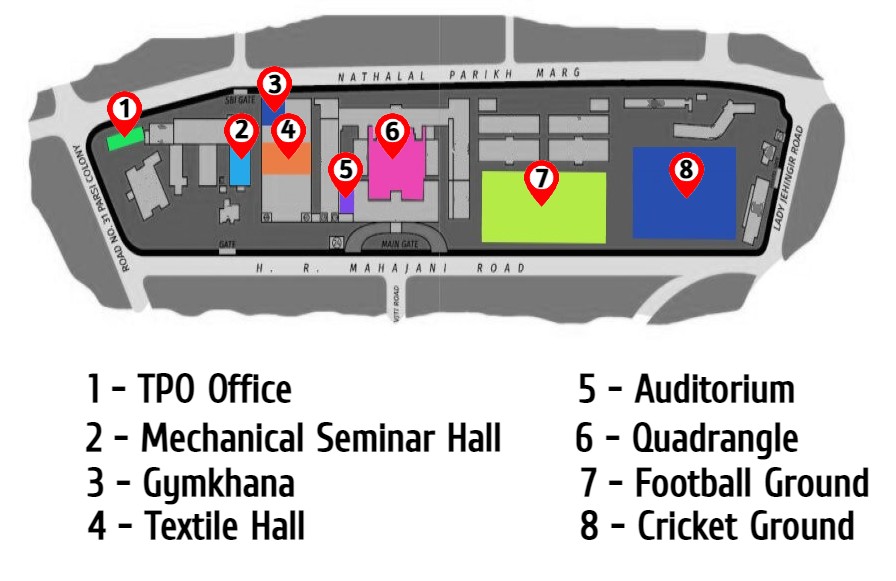 NATHALAL PARIKH MARG
3
SBI GATE
1
2
4
6
5
7
8
ROAD NO. 31 PARSI COLONY
LADY JEHINGIR ROAD
GATE
MAIN GATE
H. R. MAHAJANI ROAD
VJTI ROAD
1 - TPO Office
2 - Mechanical Seminar Hall
3 - Gymkhana
4 - Textile Hall
5 - Auditorium
6 - Quadrangle
7 - Football Ground
8 - Cricket Ground